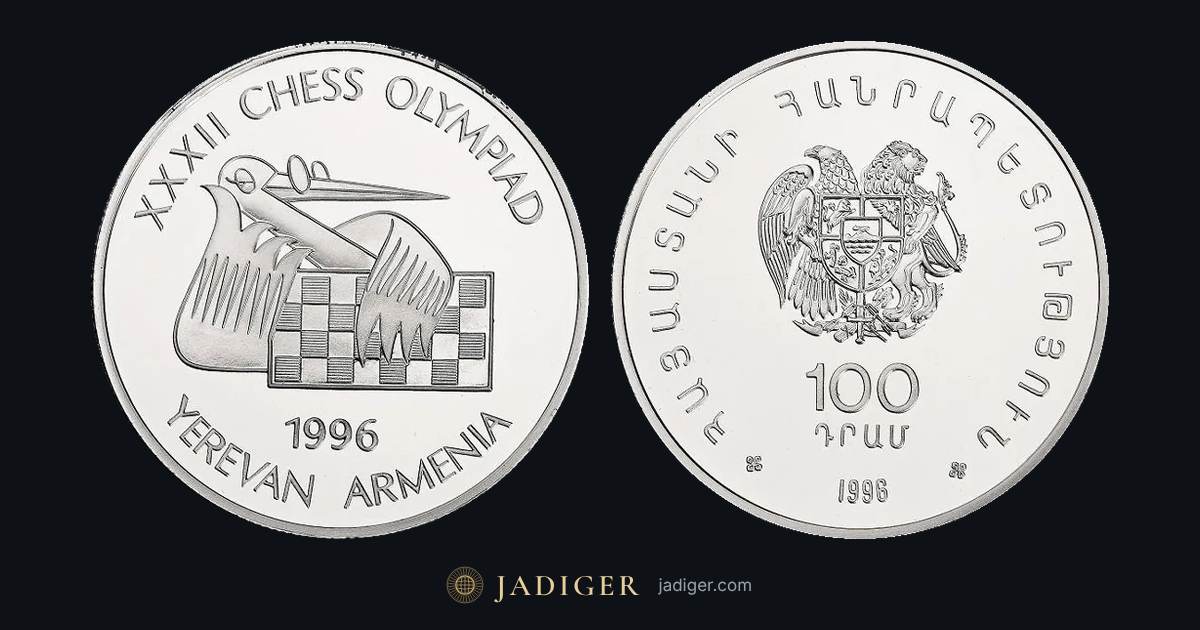 XXXII CHESS OLYMPIAD
1996
YEREVAN ARMENIA
ՀԱՅԱՍՏԱՆԻ ՀԱՆՐԱՊԵՏՈՒԹՅՈՒՆ
100
ԴՐԱՄ
1996
JADIGER
jadiger.com